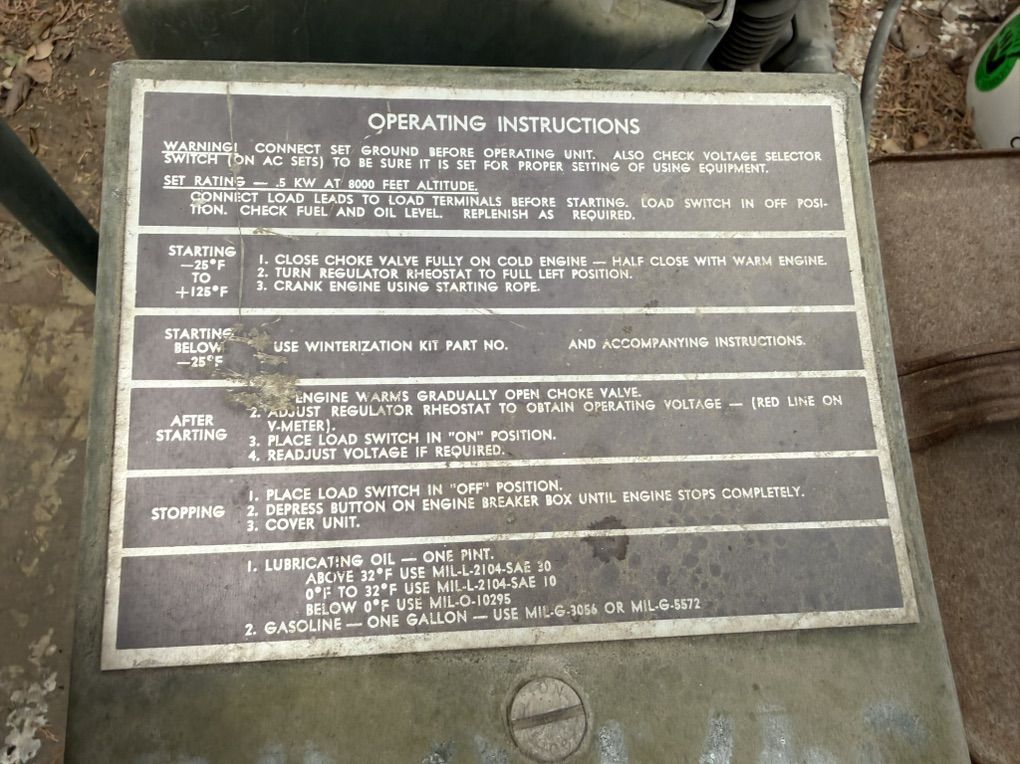 OPERATING INSTRUCTIONS
WARNING! CONNECT SET GROUND BEFORE OPERATING UNIT. ALSO CHECK VOLTAGE SELECTOR
SWITCH (ON AC SETS) TO BE SURE IT IS SET FOR PROPER SETTING OF USING EQUIPMENT.
SET RATING — .5 KW AT 8000 FEET ALTITUDE.
CONNECT LOAD LEADS TO LOAD TERMINALS BEFORE STARTING. LOAD SWITCH IN OFF POSI-
TION. CHECK FUEL AND OIL LEVEL. REPLENISH AS REQUIRED.
STARTING
—25°F
TO
+125°F
1. CLOSE CHOKE VALVE FULLY ON COLD ENGINE — HALF CLOSE WITH WARM ENGINE.
2. TURN REGULATOR RHEOSTAT TO FULL LEFT POSITION.
3. CRANK ENGINE USING STARTING ROPE.
STARTING
BELOW
—25°F
USE WINTERIZATION KIT PART NO. AND ACCOMPANYING INSTRUCTIONS.
AFTER
STARTING
ENGINE WARMS GRADUALLY OPEN CHOKE VALVE.
2. ADJUST REGULATOR RHEOSTAT TO OBTAIN OPERATING VOLTAGE — (RED LINE ON
V-METER).
3. PLACE LOAD SWITCH IN "ON" POSITION.
4. READJUST VOLTAGE IF REQUIRED.
STOPPING
1. PLACE LOAD SWITCH IN "OFF" POSITION.
2. DEPRESS BUTTON ON ENGINE BREAKER BOX UNTIL ENGINE STOPS COMPLETELY.
3. COVER UNIT.
1. LUBRICATING OIL — ONE PINT.
ABOVE 32°F USE MIL-L-2104-SAE 30
0°F TO 32°F USE MIL-L-2104-SAE 10
BELOW 0°F USE MIL-O-10295
2. GASOLINE — ONE GALLON — USE MIL-G-3056 OR MIL-G-5572